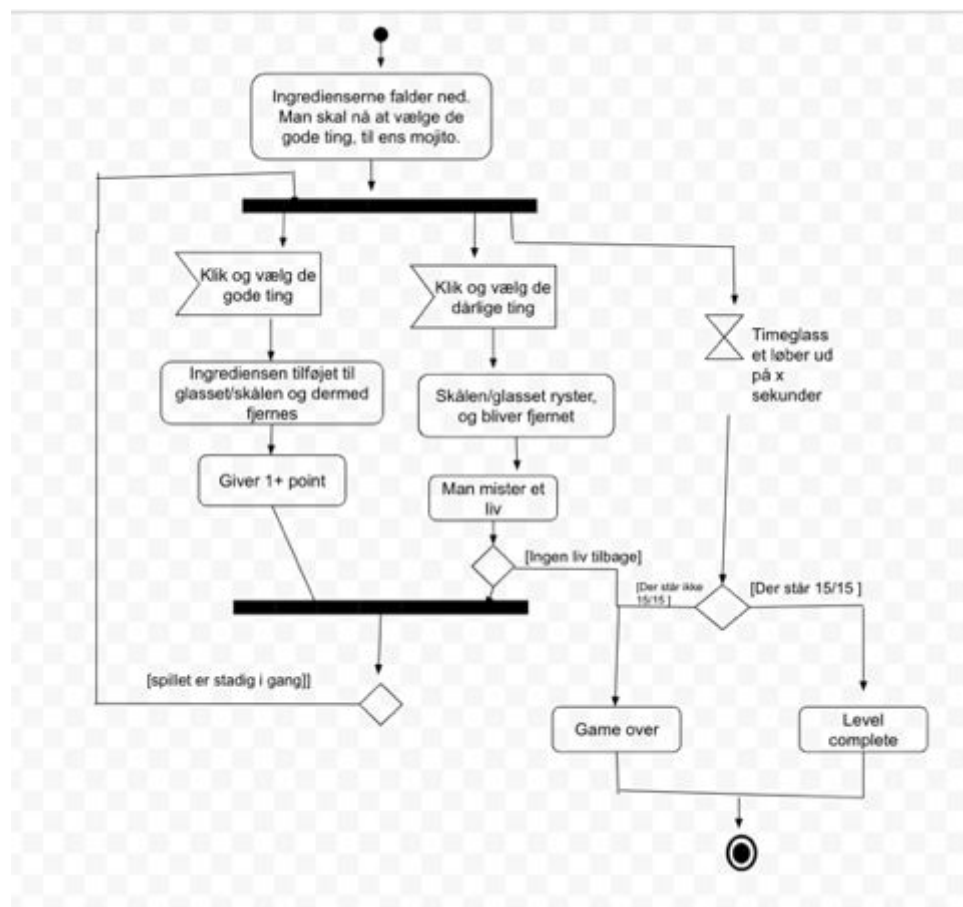 Ingredienserne falder ned.
Man skal nå at vælge de
gode ting, til ens mojito.
Klik og vælg de
gode ting
Klik og vælg de
dårlige ting
Timeglass
et løber ud
på x
sekunder
Ingrediensen tilføjet til
glasset/skålen og dermed
fjernes
Skålen/glasset ryster,
og bliver fjernet
Giver 1+ point
Man mister et
liv
[Ingen liv tilbage]
[Der står ikke
15/15 ]
[Der står 15/15 ]
[spillet er stadig i gang]]
Game over
Level
complete